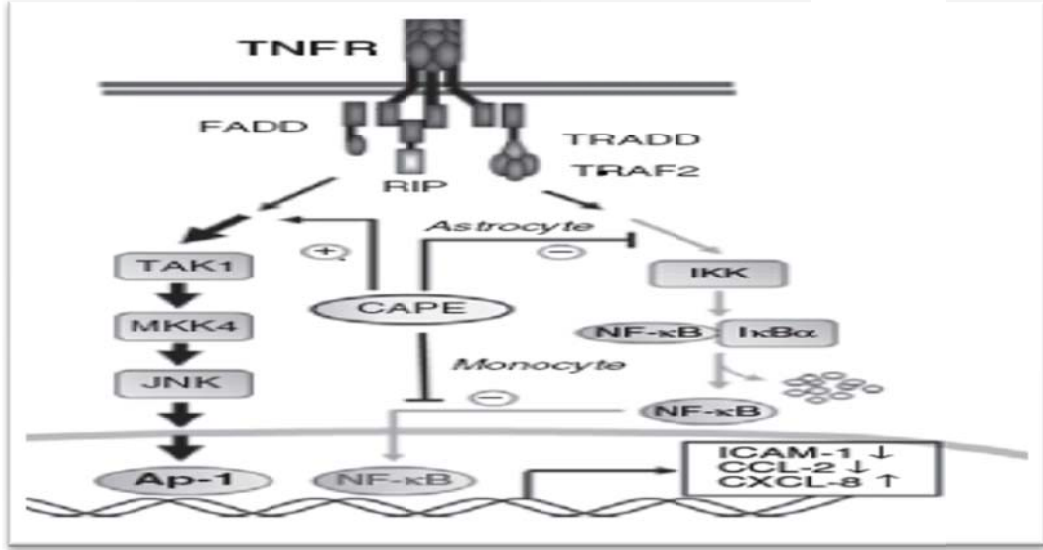 TNFR
FADD
TRADD
TRAF2
RIP
Astrocyte
+
−
TAK1
IKK
CAPE
MKK4
NF-κB IκBα
Monocyte
JNK
−
NF-κB
ICAM-1 ↓
CCL-2 ↓
CXCL-8 ↑
Ap-1
NF-κB